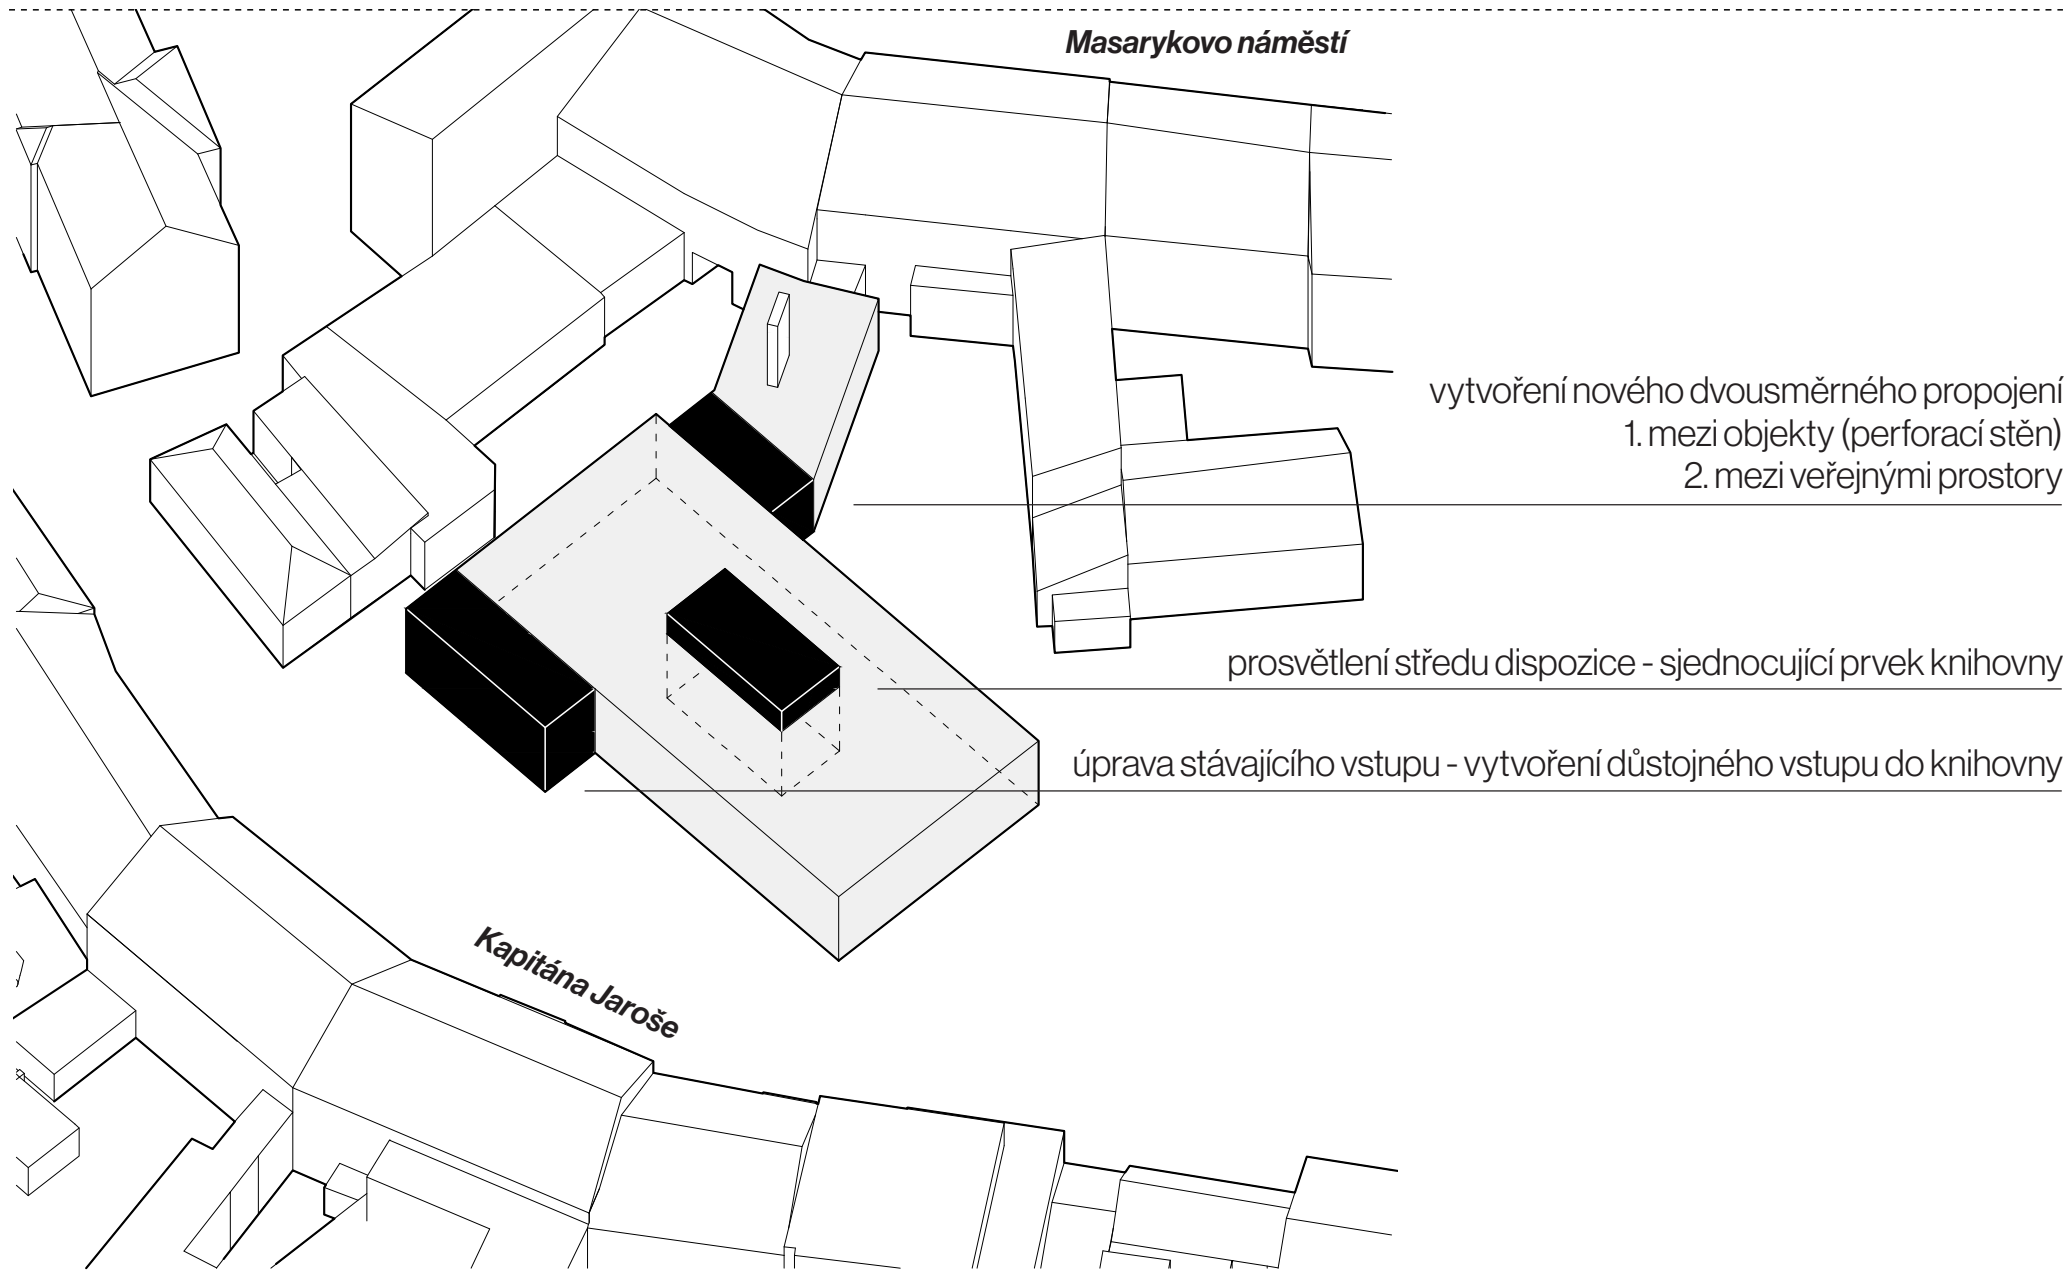 Masarykovo náměstí
vytvoření nového dvousměrného propojení
1. mezi objekty (perforací stěn)
2. mezi veřejnými prostory
prosvětlení středu dispozice - sjednocující prvek knihovny
úprava stávajícího vstupu - vytvoření důstojného vstupu do knihovny
Kapitána Jaroše